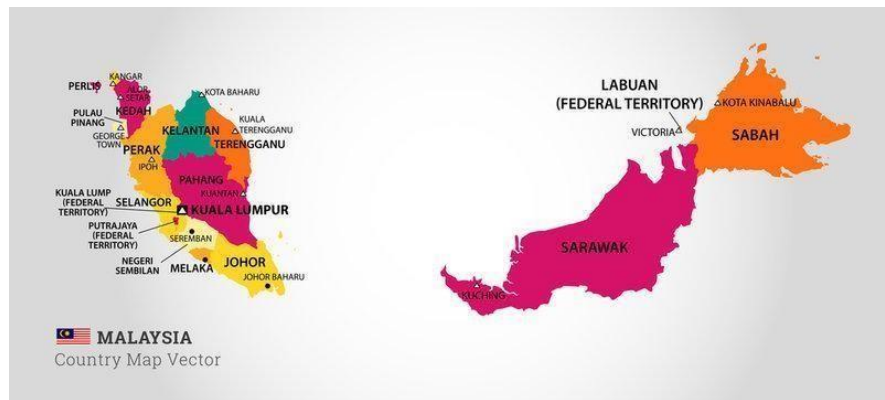 KANGAR
PERLIS
ALOR
SETAR
KEDAH
PULAU
PINANG
GEORGE
TOWN
PERAK
IPOH
KOTA BAHARU
KELANTAN
KUALA
TERENGGANU
TERENGGANU
PAHANG
KUANTAN
KUALA LUMP
(FEDERAL
TERRITORY)
SELANGOR
KUALA LUMPUR
PUTRAJAYA
(FEDERAL
TERRITORY)
SEREMBAN
NEGERI
SEMBILAN
MELAKA
JOHOR
JOHOR BAHARU
LABUAN
(FEDERAL TERRITORY)
VICTORIA
KOTA KINABALU
SABAH
SARAWAK
KUCHING
MALAYSIA
Country Map Vector